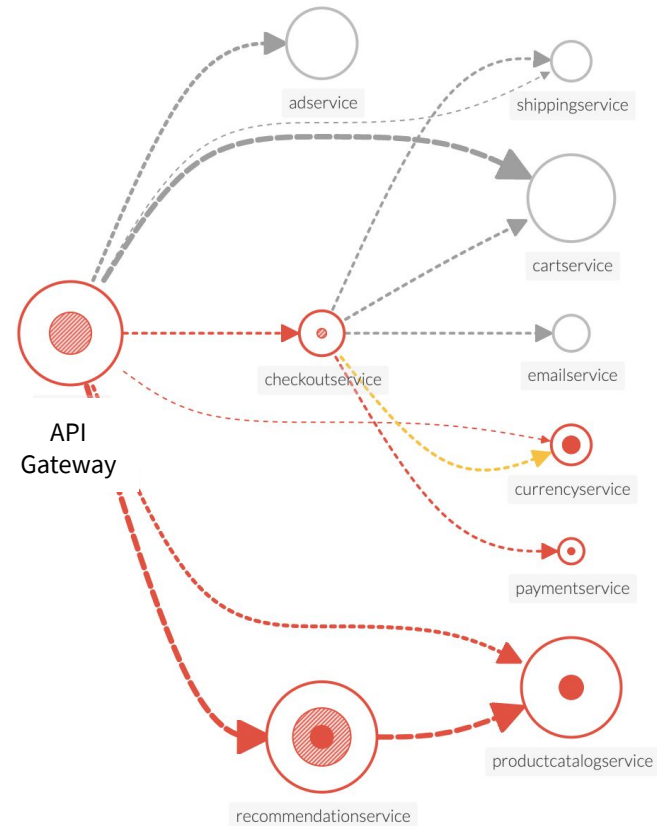 adservice
shippingservice
cartservice
checkoutservice
emailservice
API
Gateway
currencyservice
paymentservice
productcatalogservice
recommendationservice